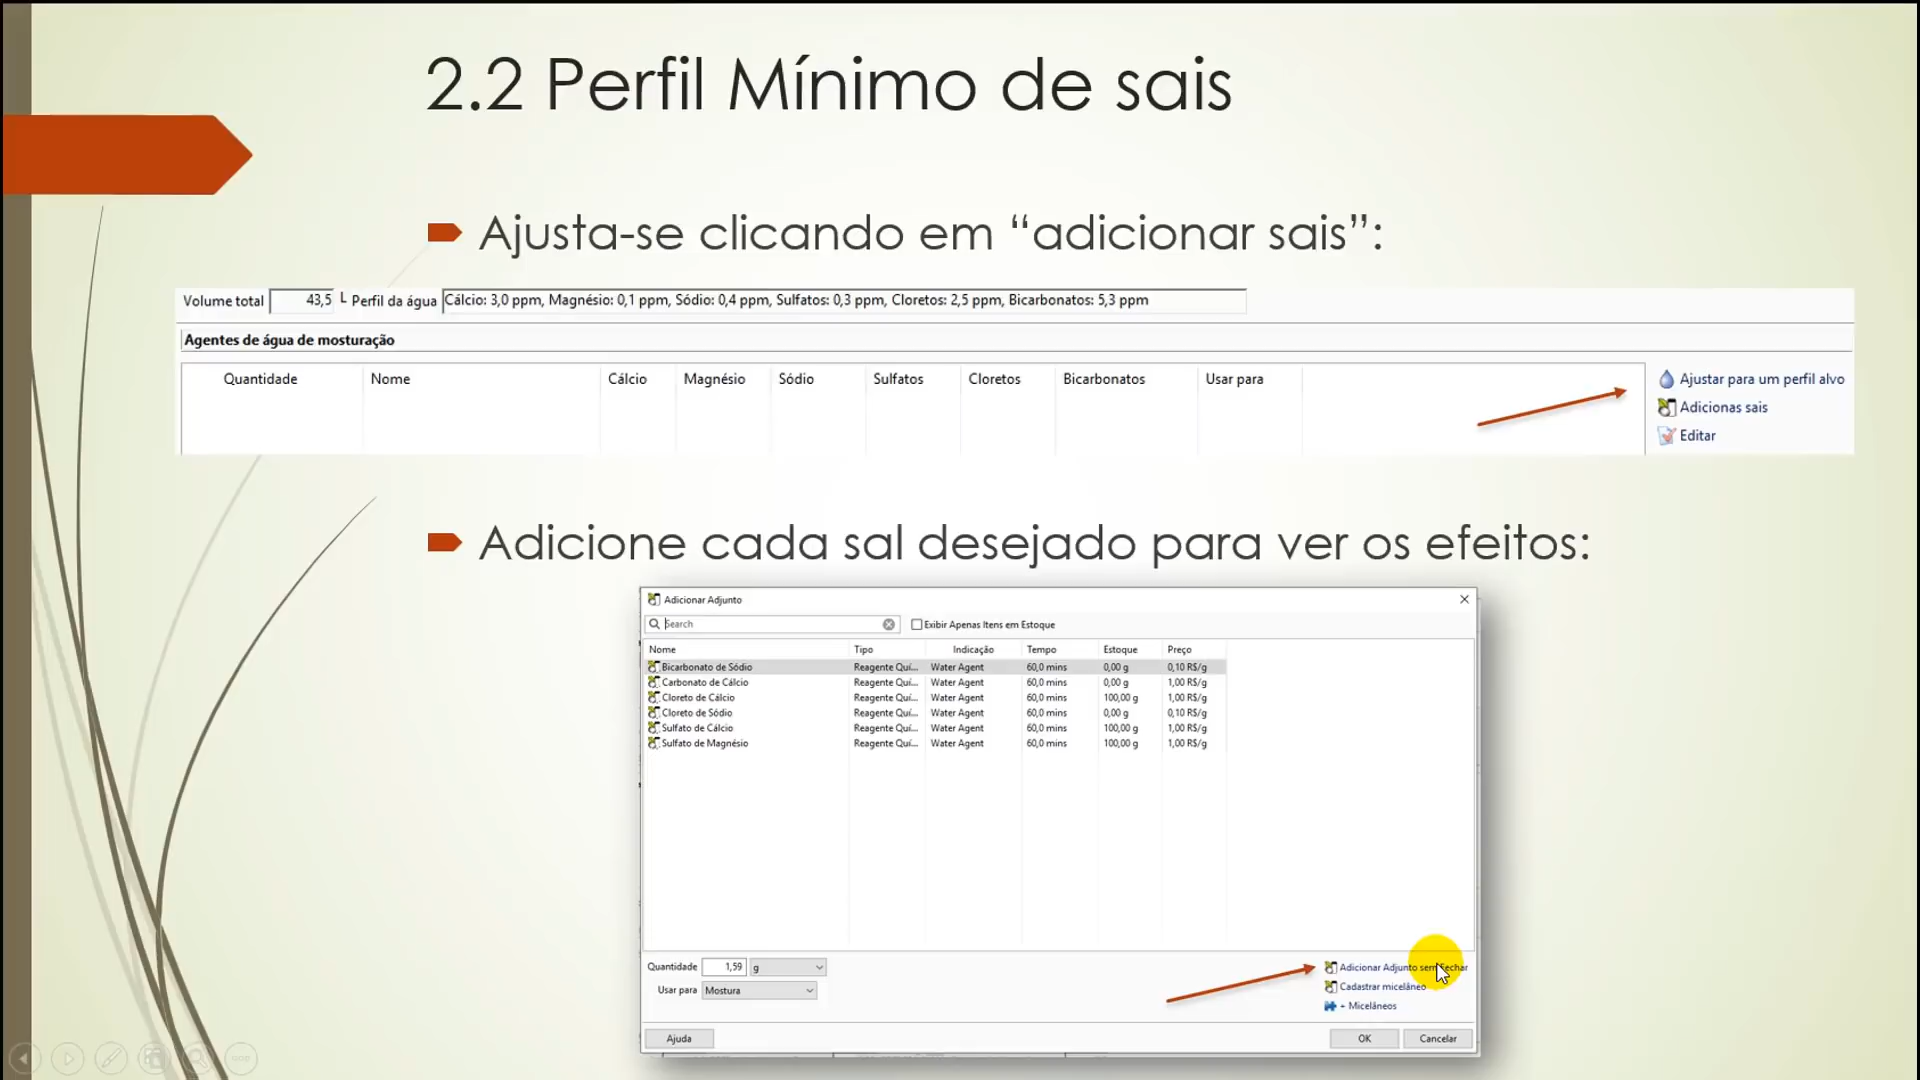 2.2 Perfil Mínimo de sais
Ajusta-se clicando em “adicionar sais”:
Volume total 43,5 L Perfil da água Cálcio: 3,0 ppm, Magnésio: 0,1 ppm, Sódio: 0,4 ppm, Sulfatos: 0,3 ppm, Cloretos: 2,5 ppm, Bicarbonatos: 5,3 ppm
Agentes de água de mosturação
Quantidade Nome Cálcio Magnésio Sódio Sulfatos Cloretos Bicarbonatos Usar para
Ajustar para um perfil alvo
Adicionas sais
Editar
Adicione cada sal desejado para ver os efeitos:
Adicionar Adjunto
Search Exibir Apenas Itens em Estoque
Nome Tipo Indicação Tempo Estoque Preço
Bicarbonato de Sódio Reagente Quí... Water Agent 60,0 mins 0,00 g 0,10 R$/g
Carbonato de Cálcio Reagente Quí... Water Agent 60,0 mins 0,00 g 1,00 R$/g
Cloreto de Cálcio Reagente Quí... Water Agent 60,0 mins 100,00 g 1,00 R$/g
Cloreto de Sódio Reagente Quí... Water Agent 60,0 mins 0,00 g 0,10 R$/g
Sulfato de Cálcio Reagente Quí... Water Agent 60,0 mins 100,00 g 1,00 R$/g
Sulfato de Magnésio Reagente Quí... Water Agent 60,0 mins 100,00 g 1,00 R$/g
Quantidade 1,59 g
Usar para Mostura
Adicionar Adjunto sem Fechar
Cadastrar micelâneo
+ Micelâneos
Ajuda OK Cancelar